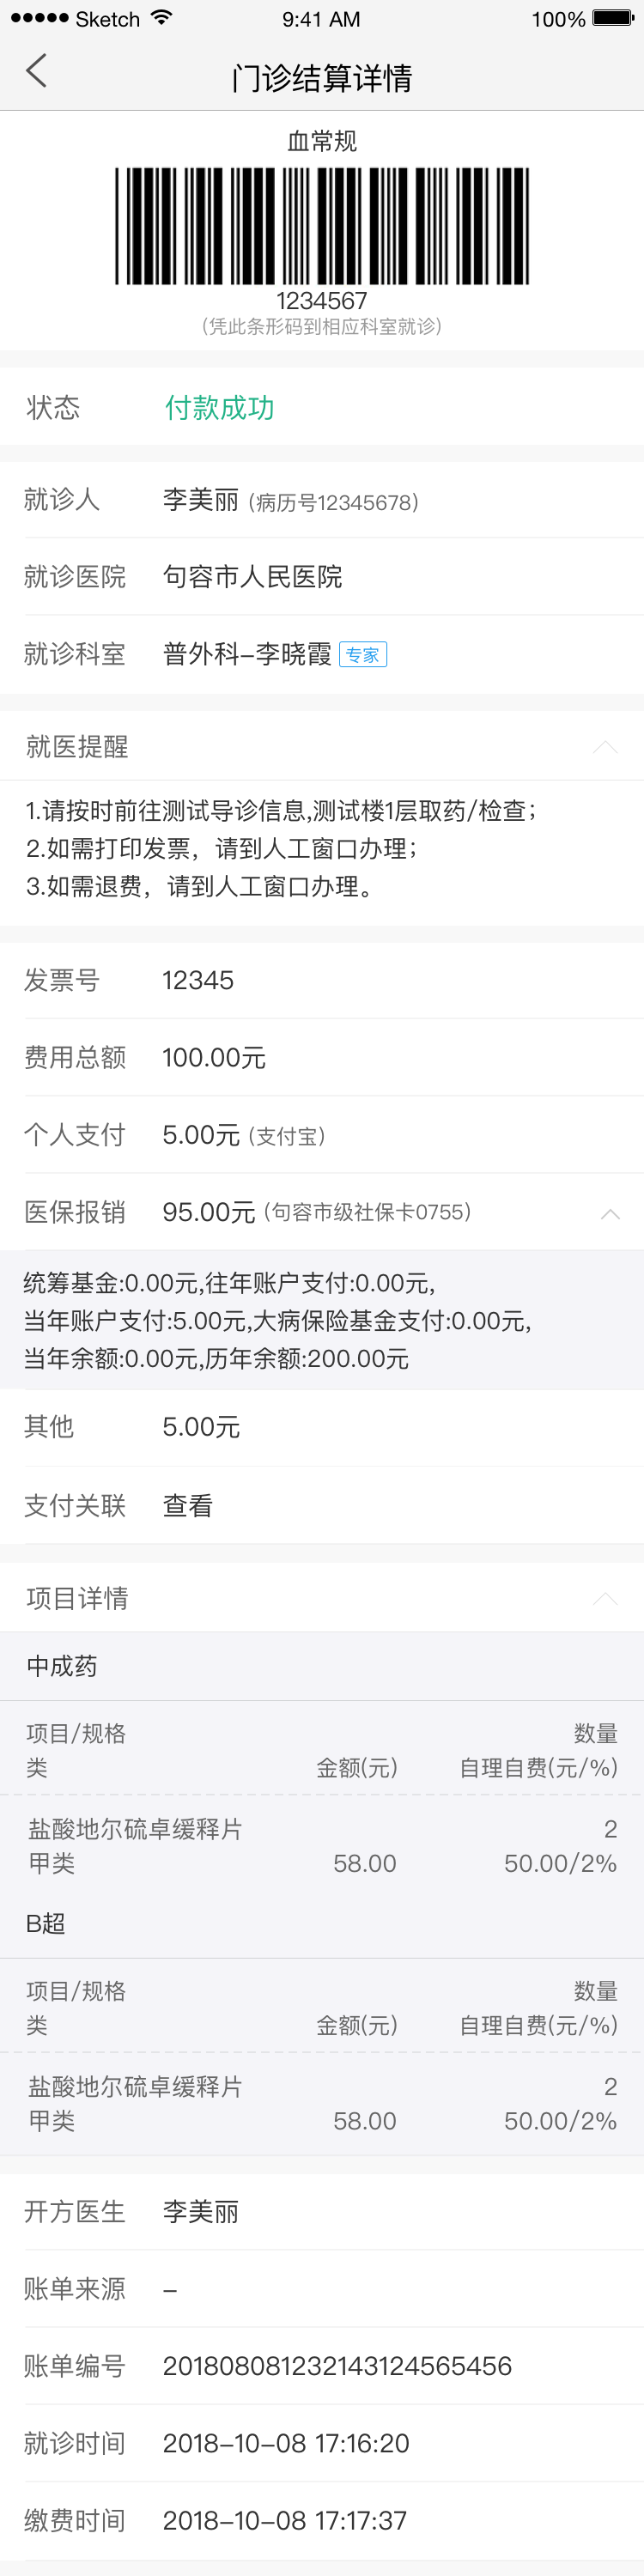 Sketch 9:41 AM 100%
门诊结算详情
血常规
1234567
(凭此条形码到相应科室就诊)
状态 付款成功
就诊人 李美丽 (病历号12345678)
就诊医院 句容市人民医院
就诊科室 普外科-李晓霞 专家
就医提醒
1.请按时前往测试导诊信息,测试楼1层取药/检查；
2.如需打印发票，请到人工窗口办理；
3.如需退费，请到人工窗口办理。
发票号 12345
费用总额 100.00元
个人支付 5.00元 (支付宝)
医保报销 95.00元 (句容市级社保卡0755)
统筹基金:0.00元,往年账户支付:0.00元,
当年账户支付:5.00元,大病保险基金支付:0.00元,
当年余额:0.00元,历年余额:200.00元
其他 5.00元
支付关联 查看
项目详情
中成药
项目/规格 数量
类 金额(元) 自理自费(元/%)
盐酸地尔硫卓缓释片 2
甲类 58.00 50.00/2%
B超
项目/规格 数量
类 金额(元) 自理自费(元/%)
盐酸地尔硫卓缓释片 2
甲类 58.00 50.00/2%
开方医生 李美丽
账单来源 -
账单编号 201808081232143124565456
就诊时间 2018-10-08 17:16:20
缴费时间 2018-10-08 17:17:37